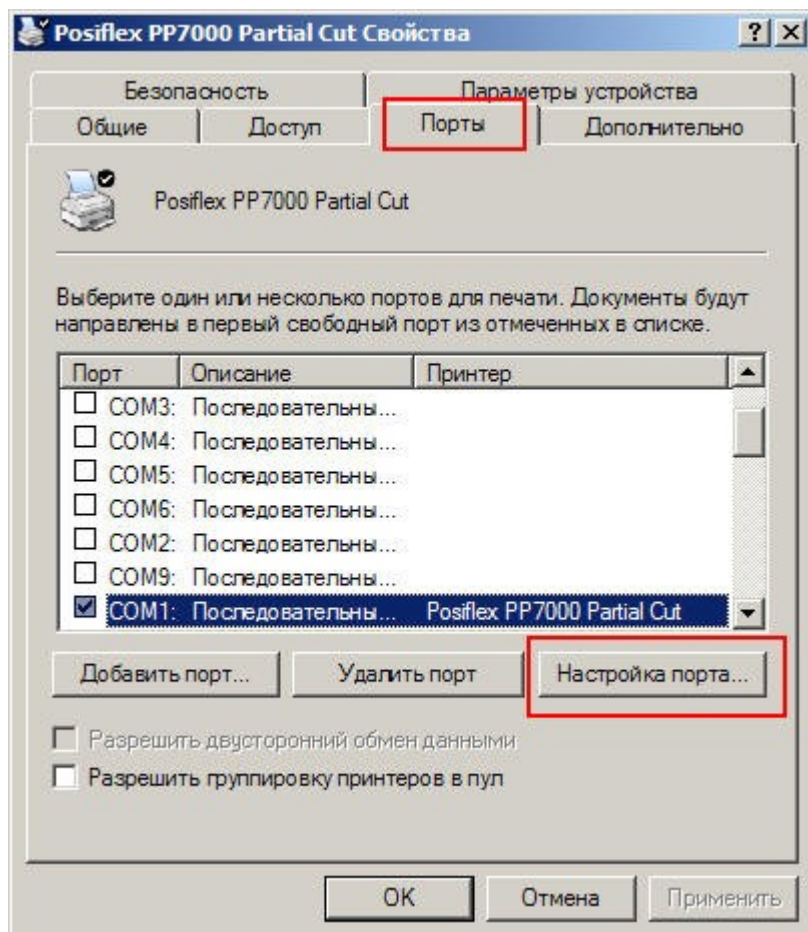 Posiflex PP7000 Partial Cut Свойства
Безопасность Параметры устройства
Общие Доступ Порты Дополнительно
Posiflex PP7000 Partial Cut
Выберите один или несколько портов для печати. Документы будут
направлены в первый свободный порт из отмеченных в списке.
Порт Описание Принтер
COM3: Последовательны...
COM4: Последовательны...
COM5: Последовательны...
COM6: Последовательны...
COM2: Последовательны...
COM9: Последовательны...
COM1: Последовательны... Posiflex PP7000 Partial Cut
Добавить порт... Удалить порт Настройка порта...
Разрешить двусторонний обмен данными
Разрешить группировку принтеров в пул
OK Отмена Применить